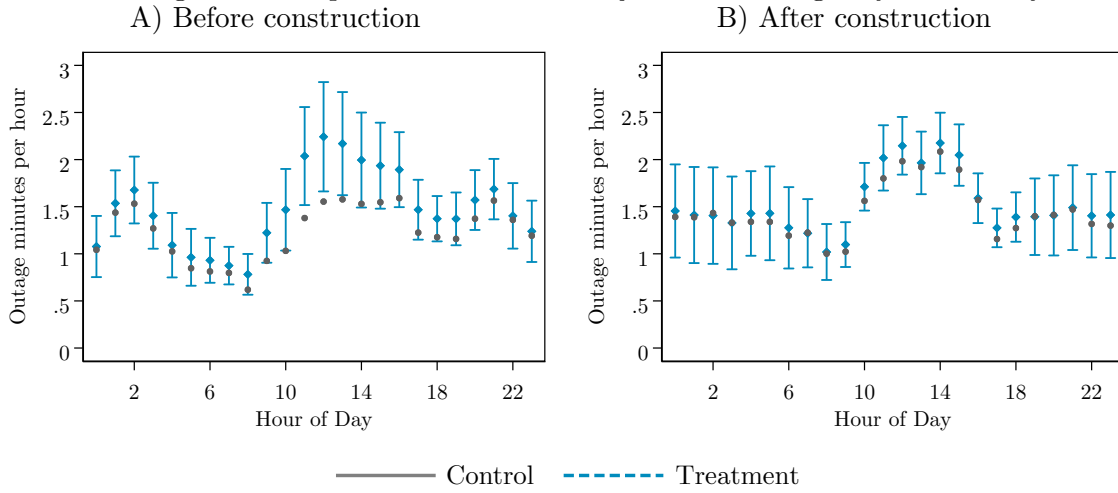 A) Before construction
B) After construction
Outage minutes per hour
3
2.5
2
1.5
1
.5
0
2 6 10 14 18 22
Hour of Day
Outage minutes per hour
3
2.5
2
1.5
1
.5
0
2 6 10 14 18 22
Hour of Day
Control Treatment